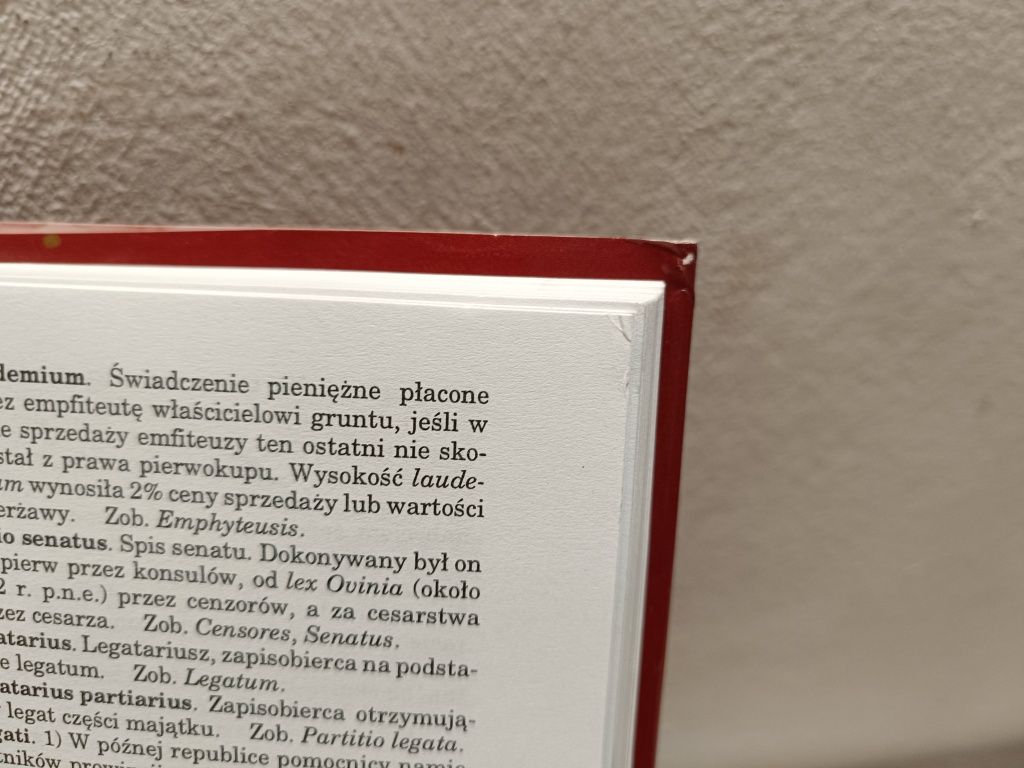 demium. Świadczenie pieniężne płacone
ez empfiteutę właścicielowi gruntu, jeśli w
e sprzedaży emfiteuzy ten ostatni nie sko-
stał z prawa pierwokupu. Wysokość laude-
um wynosiła 2% ceny sprzedaży lub wartości
erżawy. Zob. Emphyteusis.
io senatus. Spis senatu. Dokonywany był on
pierw przez konsulów, od lex Ovinia (około
2 r. p.n.e.) przez cenzorów, a za cesarstwa
zez cesarza. Zob. Censores, Senatus.
atarius. Legatariusz, zapisobierca na podsta-
e legatum. Zob. Legatum.
atarius partiarius. Zapisobierca otrzymują-
legat części majątku. Zob. Partitio legata.
gati. 1) W późnej republice pomocnicy namie-